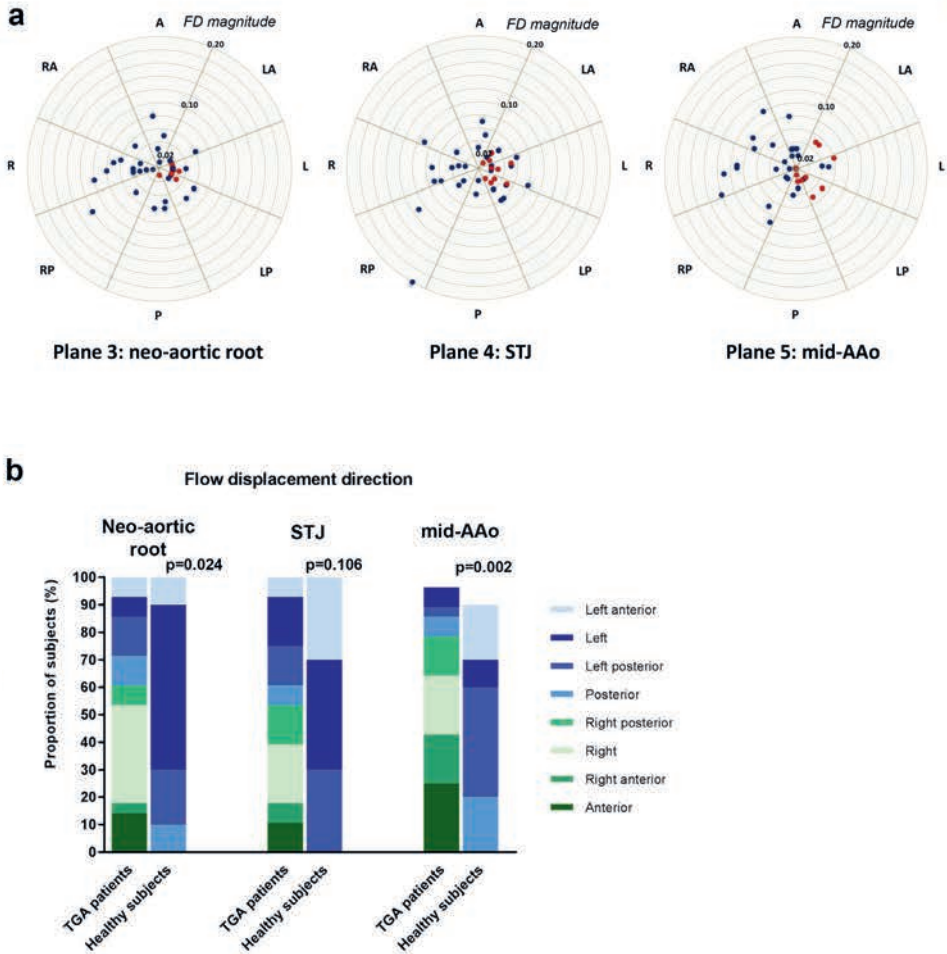 a
A
FD magnitude
0.20
RA
LA
0.10
0.02
R
L
RP
LP
P
Plane 3: neo-aortic root
A
FD magnitude
0.20
RA
LA
0.10
R
L
RP
LP
P
Plane 4: STJ
A
FD magnitude
0.20
RA
LA
0.10
0.02
R
L
RP
LP
P
Plane 5: mid-AAo
b
Flow displacement direction
Neo-aortic
root
STJ
mid-AAo
p=0.024
p=0.106
p=0.002
Proportion of subjects (%)
100
90
80
70
60
50
40
30
20
10
0
TGA patients
Healthy subjects
TGA patients
Healthy subjects
TGA patients
Healthy subjects
Left anterior
Left
Left posterior
Posterior
Right posterior
Right
Right anterior
Anterior